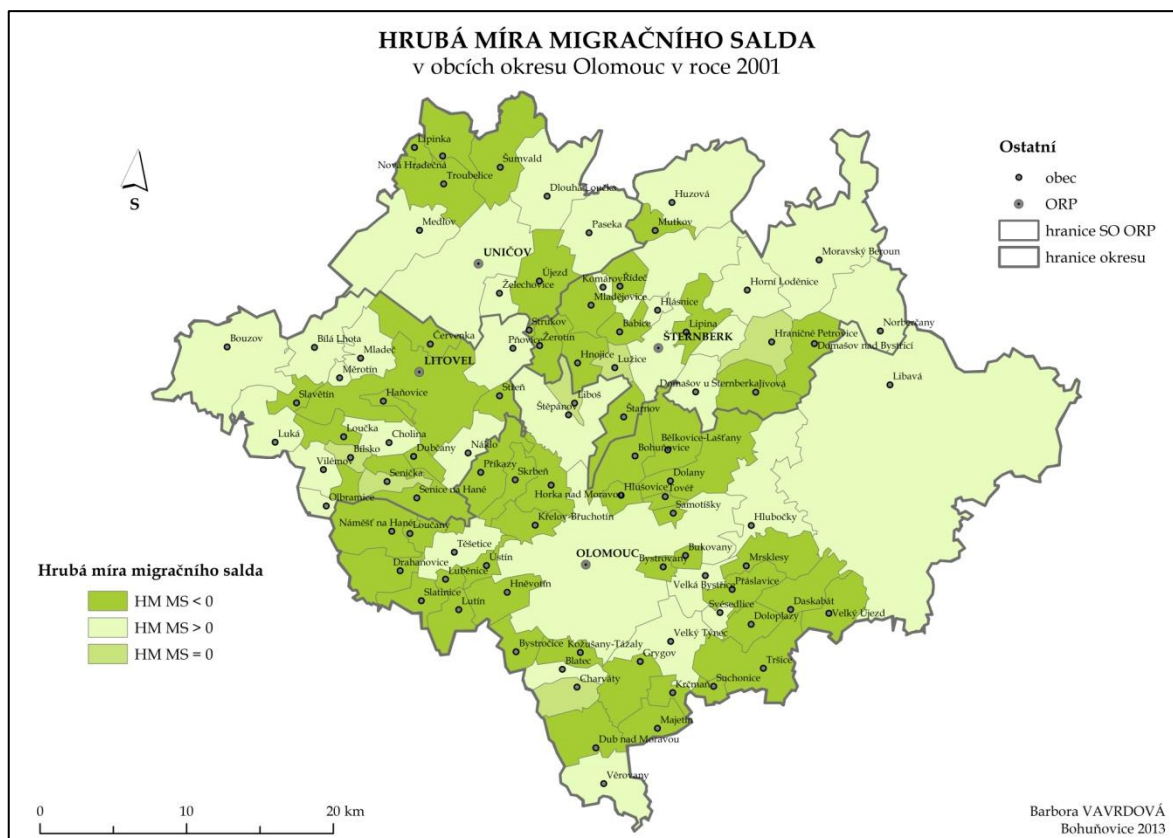 HRUBÁ MÍRA MIGRAČNÍHO SALDA
v obcích okresu Olomouc v roce 2001
S
Ostatní
obec
ORP
hranice SO ORP
hranice okresu
Lipinka
Nová Hradečná
Šumvald
Troubelice
Dlouhá Loučka
Huzová
Medlov
Paseka
Mutkov
UNIČOV
Moravský Beroun
Újezd
Komárov
Řídeč
Želechovice
Mladějovice
Hlásnice
Horní Loděnice
Strukov
Babice
Lipina
Norberčany
Bouzov
Bílá Lhota
Červenka
Pňovice
Žerotín
ŠTERNBERK
Hraničné Petrovice
Domašov nad Bystřicí
Mladeč
LITOVEL
Hnojice
Lužice
Měrotín
Libavá
Slavětín
Haňovice
Střeň
Liboš
Domašov u Šternberka
Jívová
Štěpánov
Štarnov
Loučka
Luká
Cholina
Bělkovice-Lašťany
Bílsko
Dubčany
Náklo
Bohuňovice
Vilémov
Příkazy
Skrbeň
Dolany
Senička
Horka nad Moravou
Hlušovice
Tovéř
Olbramice
Senice na Hané
Samotišky
Křelov-Břuchotín
Hlubočky
Náměšť na Hané
Loučany
Těšetice
OLOMOUC
Bukovany
Drahanovice
Ústín
Bystrovany
Mrsklesy
Luběnice
Hněvotín
Velká Bystřice
Přáslavice
Slatinice
Lutín
Svésedlice
Daskabát
Velký Újezd
Doloplazy
Velký Týnec
Bystročice
Kožušany-Tážaly
Blatec
Grygov
Tršice
Charváty
Krčmaň
Suchonice
Majetín
Dub nad Moravou
Věrovany
Hrubá míra migračního salda
HM MS < 0
HM MS > 0
HM MS = 0
0 10 20 km
Barbora VAVRDOVÁ
Bohuňovice 2013